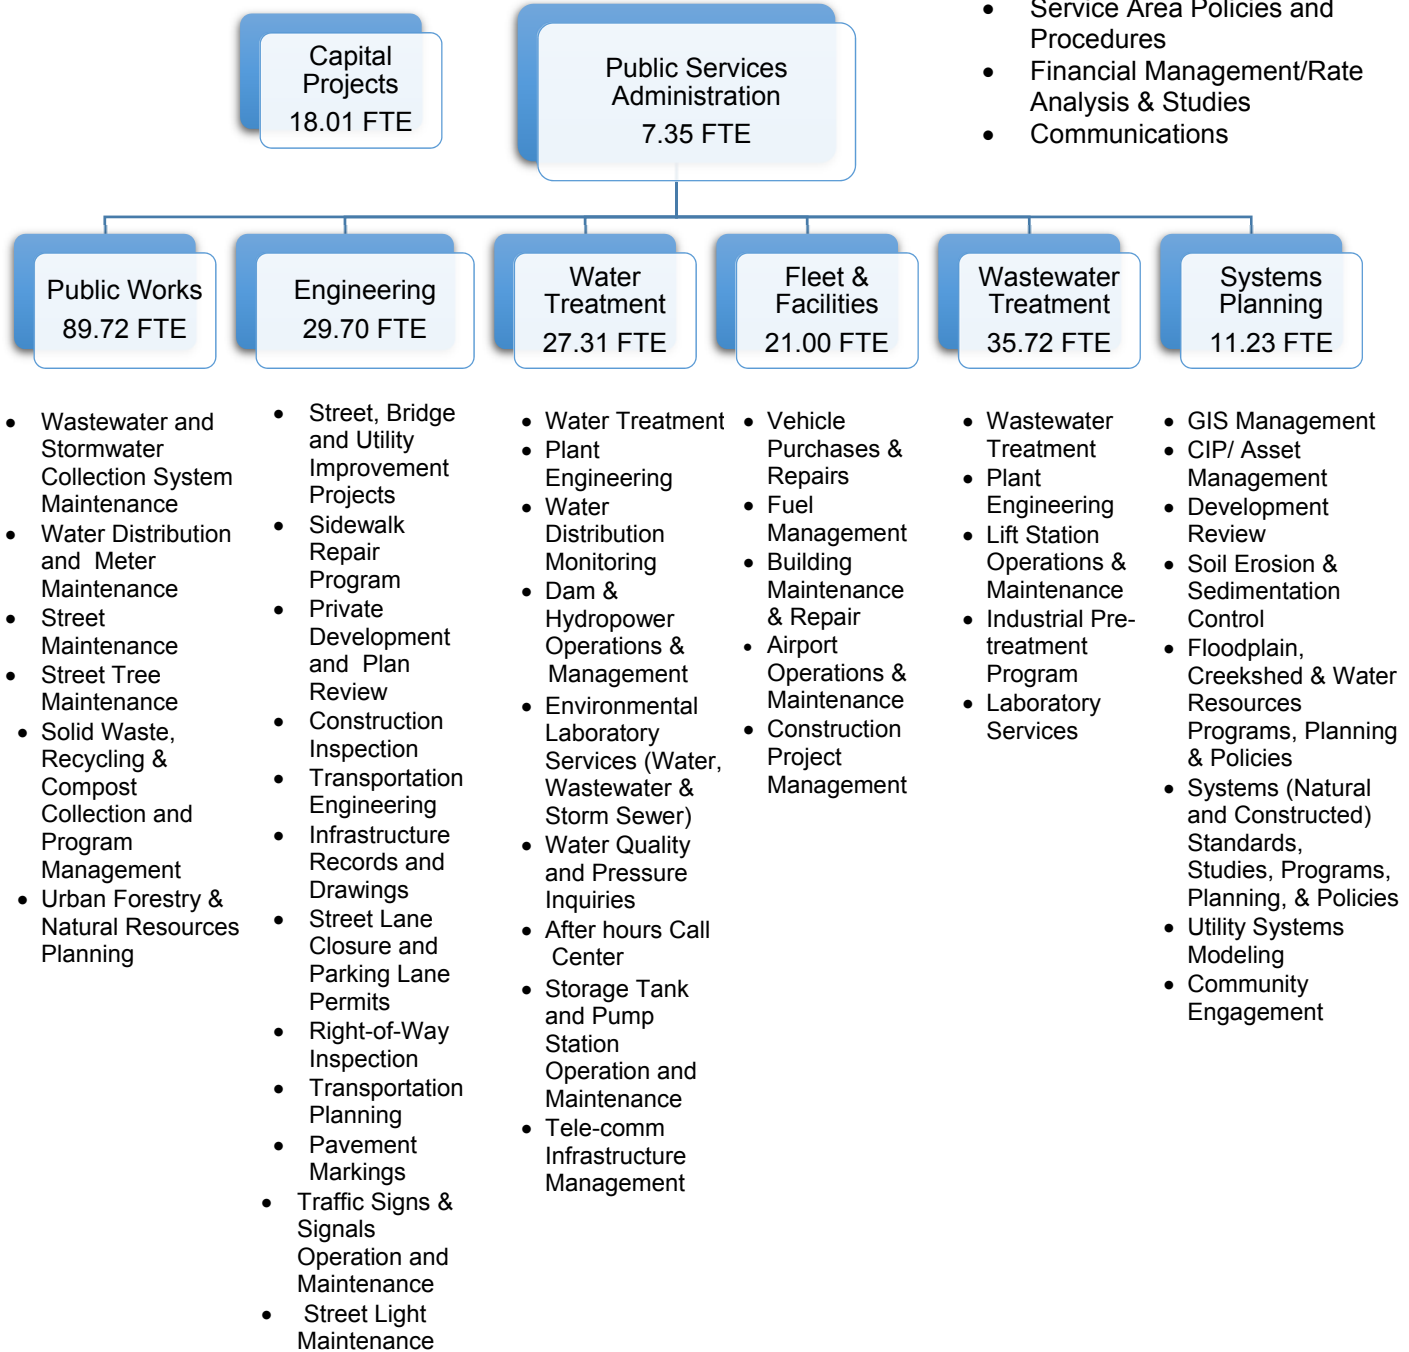 Capital
Projects
18.01 FTE
Public Services
Administration
7.35 FTE
• Service Area Policies and
Procedures
• Financial Management/Rate
Analysis & Studies
• Communications
Public Works
89.72 FTE
Engineering
29.70 FTE
Water
Treatment
27.31 FTE
Fleet &
Facilities
21.00 FTE
Wastewater
Treatment
35.72 FTE
Systems
Planning
11.23 FTE
• Wastewater and
Stormwater
Collection System
Maintenance
• Water Distribution
and Meter
Maintenance
• Street
Maintenance
• Street Tree
Maintenance
• Solid Waste,
Recycling &
Compost
Collection and
Program
Management
• Urban Forestry &
Natural Resources
Planning
• Street, Bridge
and Utility
Improvement
Projects
• Sidewalk
Repair
Program
• Private
Development
and Plan
Review
• Construction
Inspection
• Transportation
Engineering
• Infrastructure
Records and
Drawings
• Street Lane
Closure and
Parking Lane
Permits
• Right-of-Way
Inspection
• Transportation
Planning
• Pavement
Markings
• Traffic Signs &
Signals
Operation and
Maintenance
• Street Light
Maintenance
• Water Treatment
• Plant
Engineering
• Water
Distribution
Monitoring
• Dam &
Hydropower
Operations &
Management
• Environmental
Laboratory
Services (Water,
Wastewater &
Storm Sewer)
• Water Quality
and Pressure
Inquiries
• After hours Call
Center
• Storage Tank
and Pump
Station
Operation and
Maintenance
• Tele-comm
Infrastructure
Management
• Vehicle
Purchases &
Repairs
• Fuel
Management
• Building
Maintenance
& Repair
• Airport
Operations &
Maintenance
• Construction
Project
Management
• Wastewater
Treatment
• Plant
Engineering
• Lift Station
Operations &
Maintenance
• Industrial Pre-
treatment
Program
• Laboratory
Services
• GIS Management
• CIP/ Asset
Management
• Development
Review
• Soil Erosion &
Sedimentation
Control
• Floodplain,
Creekshed & Water
Resources
Programs, Planning
& Policies
• Systems (Natural
and Constructed)
Standards,
Studies, Programs,
Planning, & Policies
• Utility Systems
Modeling
• Community
Engagement